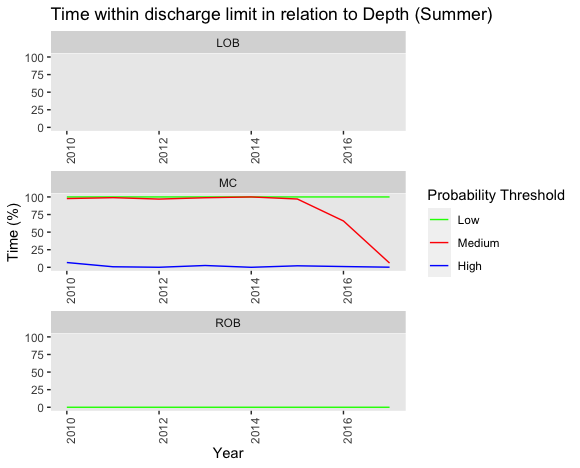 Time within discharge limit in relation to Depth (Summer)
LOB
100
75
50
25
0
2010
2012
2014
2016
MC
100
75
50
25
0
2010
2012
2014
2016
ROB
100
75
50
25
0
2010
2012
2014
2016
Time (%)
Year
Probability Threshold
Low
Medium
High